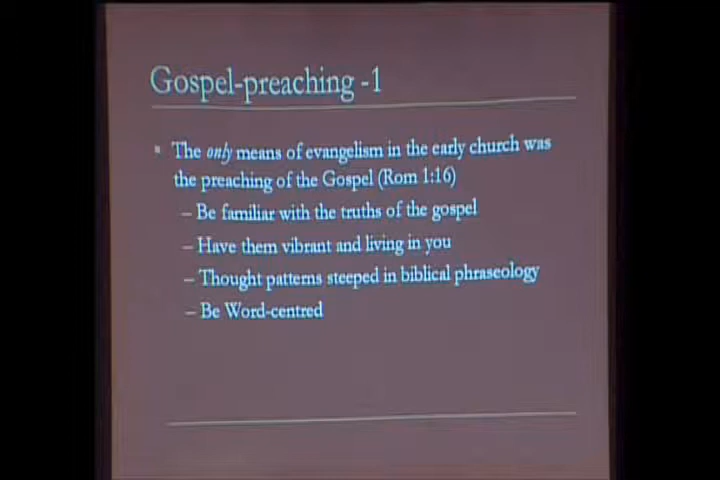 Gospel-preaching -1
▪ The only means of evangelism in the early church was
the preaching of the Gospel (Rom 1:16)
– Be familiar with the truths of the gospel
– Have them vibrant and living in you
– Thought patterns steeped in biblical phraseology
– Be Word-centred